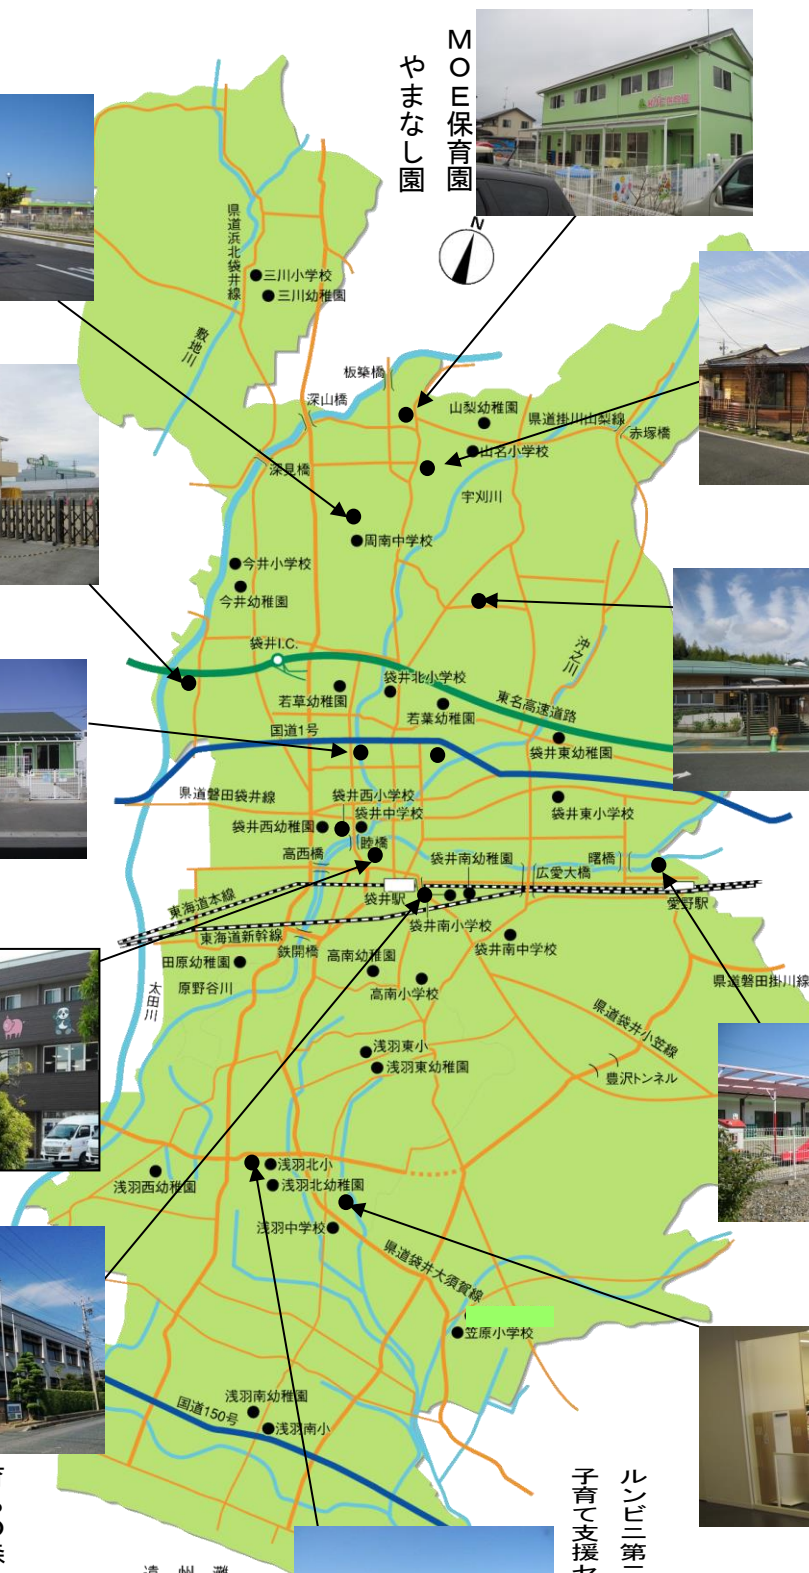 MOE保育園
やまなし園
N
県道浜北袋井線
三川小学校
三川幼稚園
敷地川
板築橋
深山橋
山梨幼稚園
県道掛川山梨線
赤塚橋
山名小学校
深見橋
宇刈川
周南中学校
今井小学校
今井幼稚園
沖之川
袋井I.C.
袋井北小学校
若草幼稚園
若葉幼稚園
東名高速道路
国道1号
袋井東幼稚園
県道磐田袋井線
袋井西小学校
袋井中学校
袋井東小学校
袋井西幼稚園
睦橋
高西橋
袋井南幼稚園
曙橋
広愛大橋
袋井駅
愛野駅
東海道本線
袋井南小学校
東海道新幹線
袋井南中学校
鉄開橋
高南幼稚園
田原幼稚園
原野谷川
高南小学校
太田川
県道磐田掛川線
県道袋井小笠線
浅羽東小
浅羽東幼稚園
豊沢トンネル
浅羽北小
浅羽西幼稚園
浅羽北幼稚園
浅羽中学校
県道袋井大須賀線
笠原小学校
浅羽南幼稚園
国道150号
浅羽南小
ルンビニ第二
子育て支援セ
遠州灘